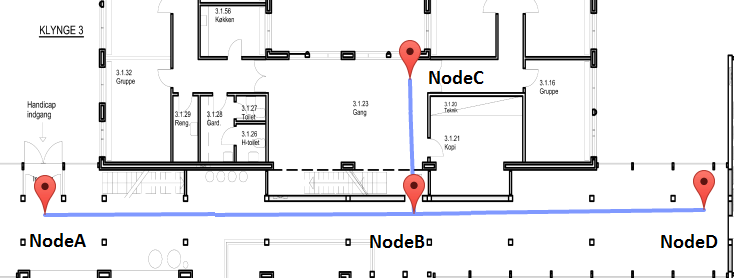 3.1.56
Køkken
KLYNGE 3
NodeC
3.1.32
Gruppe
3.1.16
Gruppe
Handicap
indgang
3.1.23
Gang
3.1.20
Teknik
3.1.29
Reng.
3.1.28
Gard.
3.1.27
Toilet
3.1.26
H-toilet
3.1.21
Kopi
NodeA
NodeB
NodeD